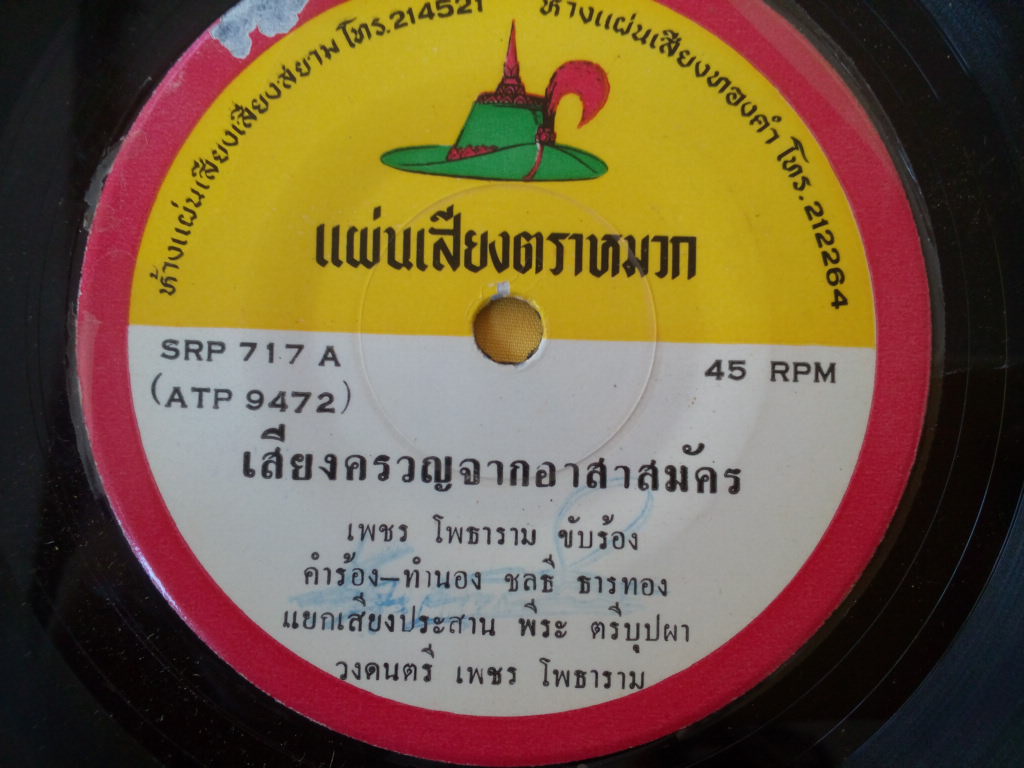 ห้างแผ่นเสียงเสียงสยาม โทร.214521
ห้างแผ่นเสียงทองคำ โทร.212264
แผ่นเสียงตราหมวก
SRP 717 A
(ATP 9472)
45 RPM
เสียงครวญจากอาสาสมัคร
เพชร โพธาราม ขับร้อง
คำร้อง–ทำนอง ชลธี ธารทอง
แยกเสียงประสาน พีระ ตรีบุปผา
วงดนตรี เพชร โพธาราม